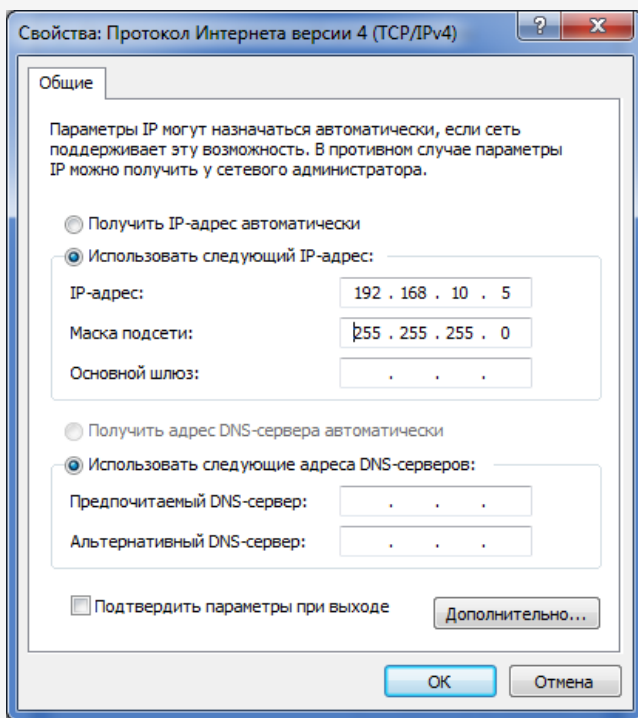 Свойства: Протокол Интернета версии 4 (TCP/IPv4)
Общие
Параметры IP могут назначаться автоматически, если сеть
поддерживает эту возможность. В противном случае параметры
IP можно получить у сетевого администратора.
Получить IP-адрес автоматически
Использовать следующий IP-адрес:
IP-адрес: 192 . 168 . 10 . 5
Маска подсети: 255 . 255 . 255 . 0
Основной шлюз: . . .
Получить адрес DNS-сервера автоматически
Использовать следующие адреса DNS-серверов:
Предпочитаемый DNS-сервер: . . .
Альтернативный DNS-сервер: . . .
Подтвердить параметры при выходе
Дополнительно...
OK Отмена